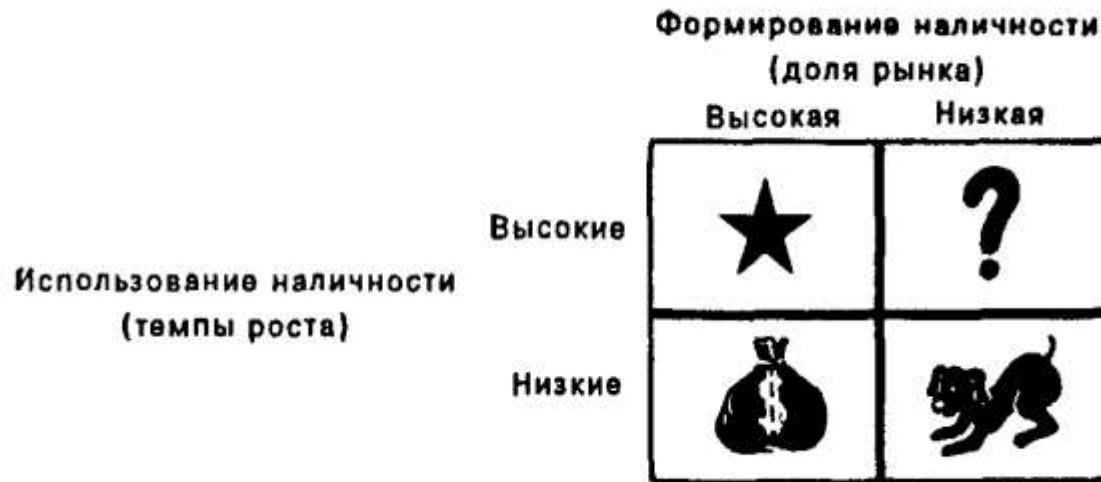 Формирование наличности
(доля рынка)
Высокая Низкая
Высокие
Использование наличности
(темпы роста)
Низкие
?
$